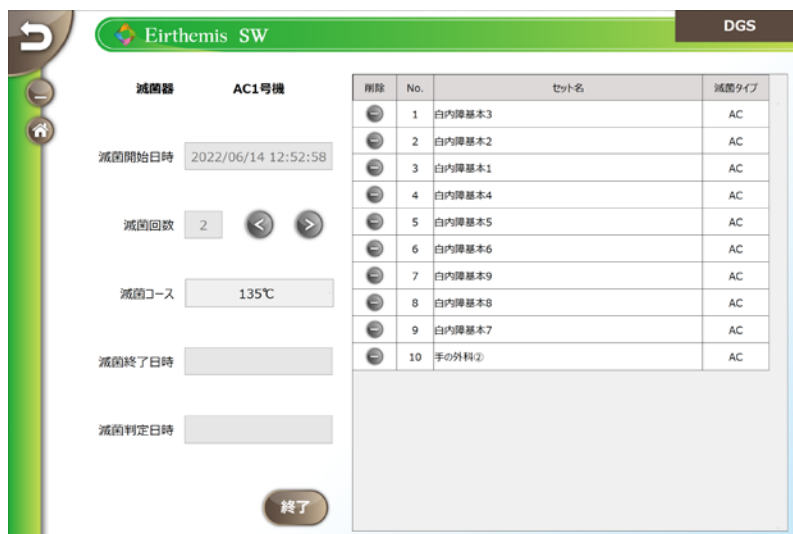 Eirthemis SW
DGS
滅菌器 AC1号機
滅菌開始日時 2022/06/14 12:52:58
滅菌回数 2
滅菌コース 135℃
滅菌終了日時
滅菌判定日時
終了
削除 No. セット名 滅菌タイプ
1 白内障基本3 AC
2 白内障基本2 AC
3 白内障基本1 AC
4 白内障基本4 AC
5 白内障基本5 AC
6 白内障基本6 AC
7 白内障基本9 AC
8 白内障基本8 AC
9 白内障基本7 AC
10 手の外科② AC